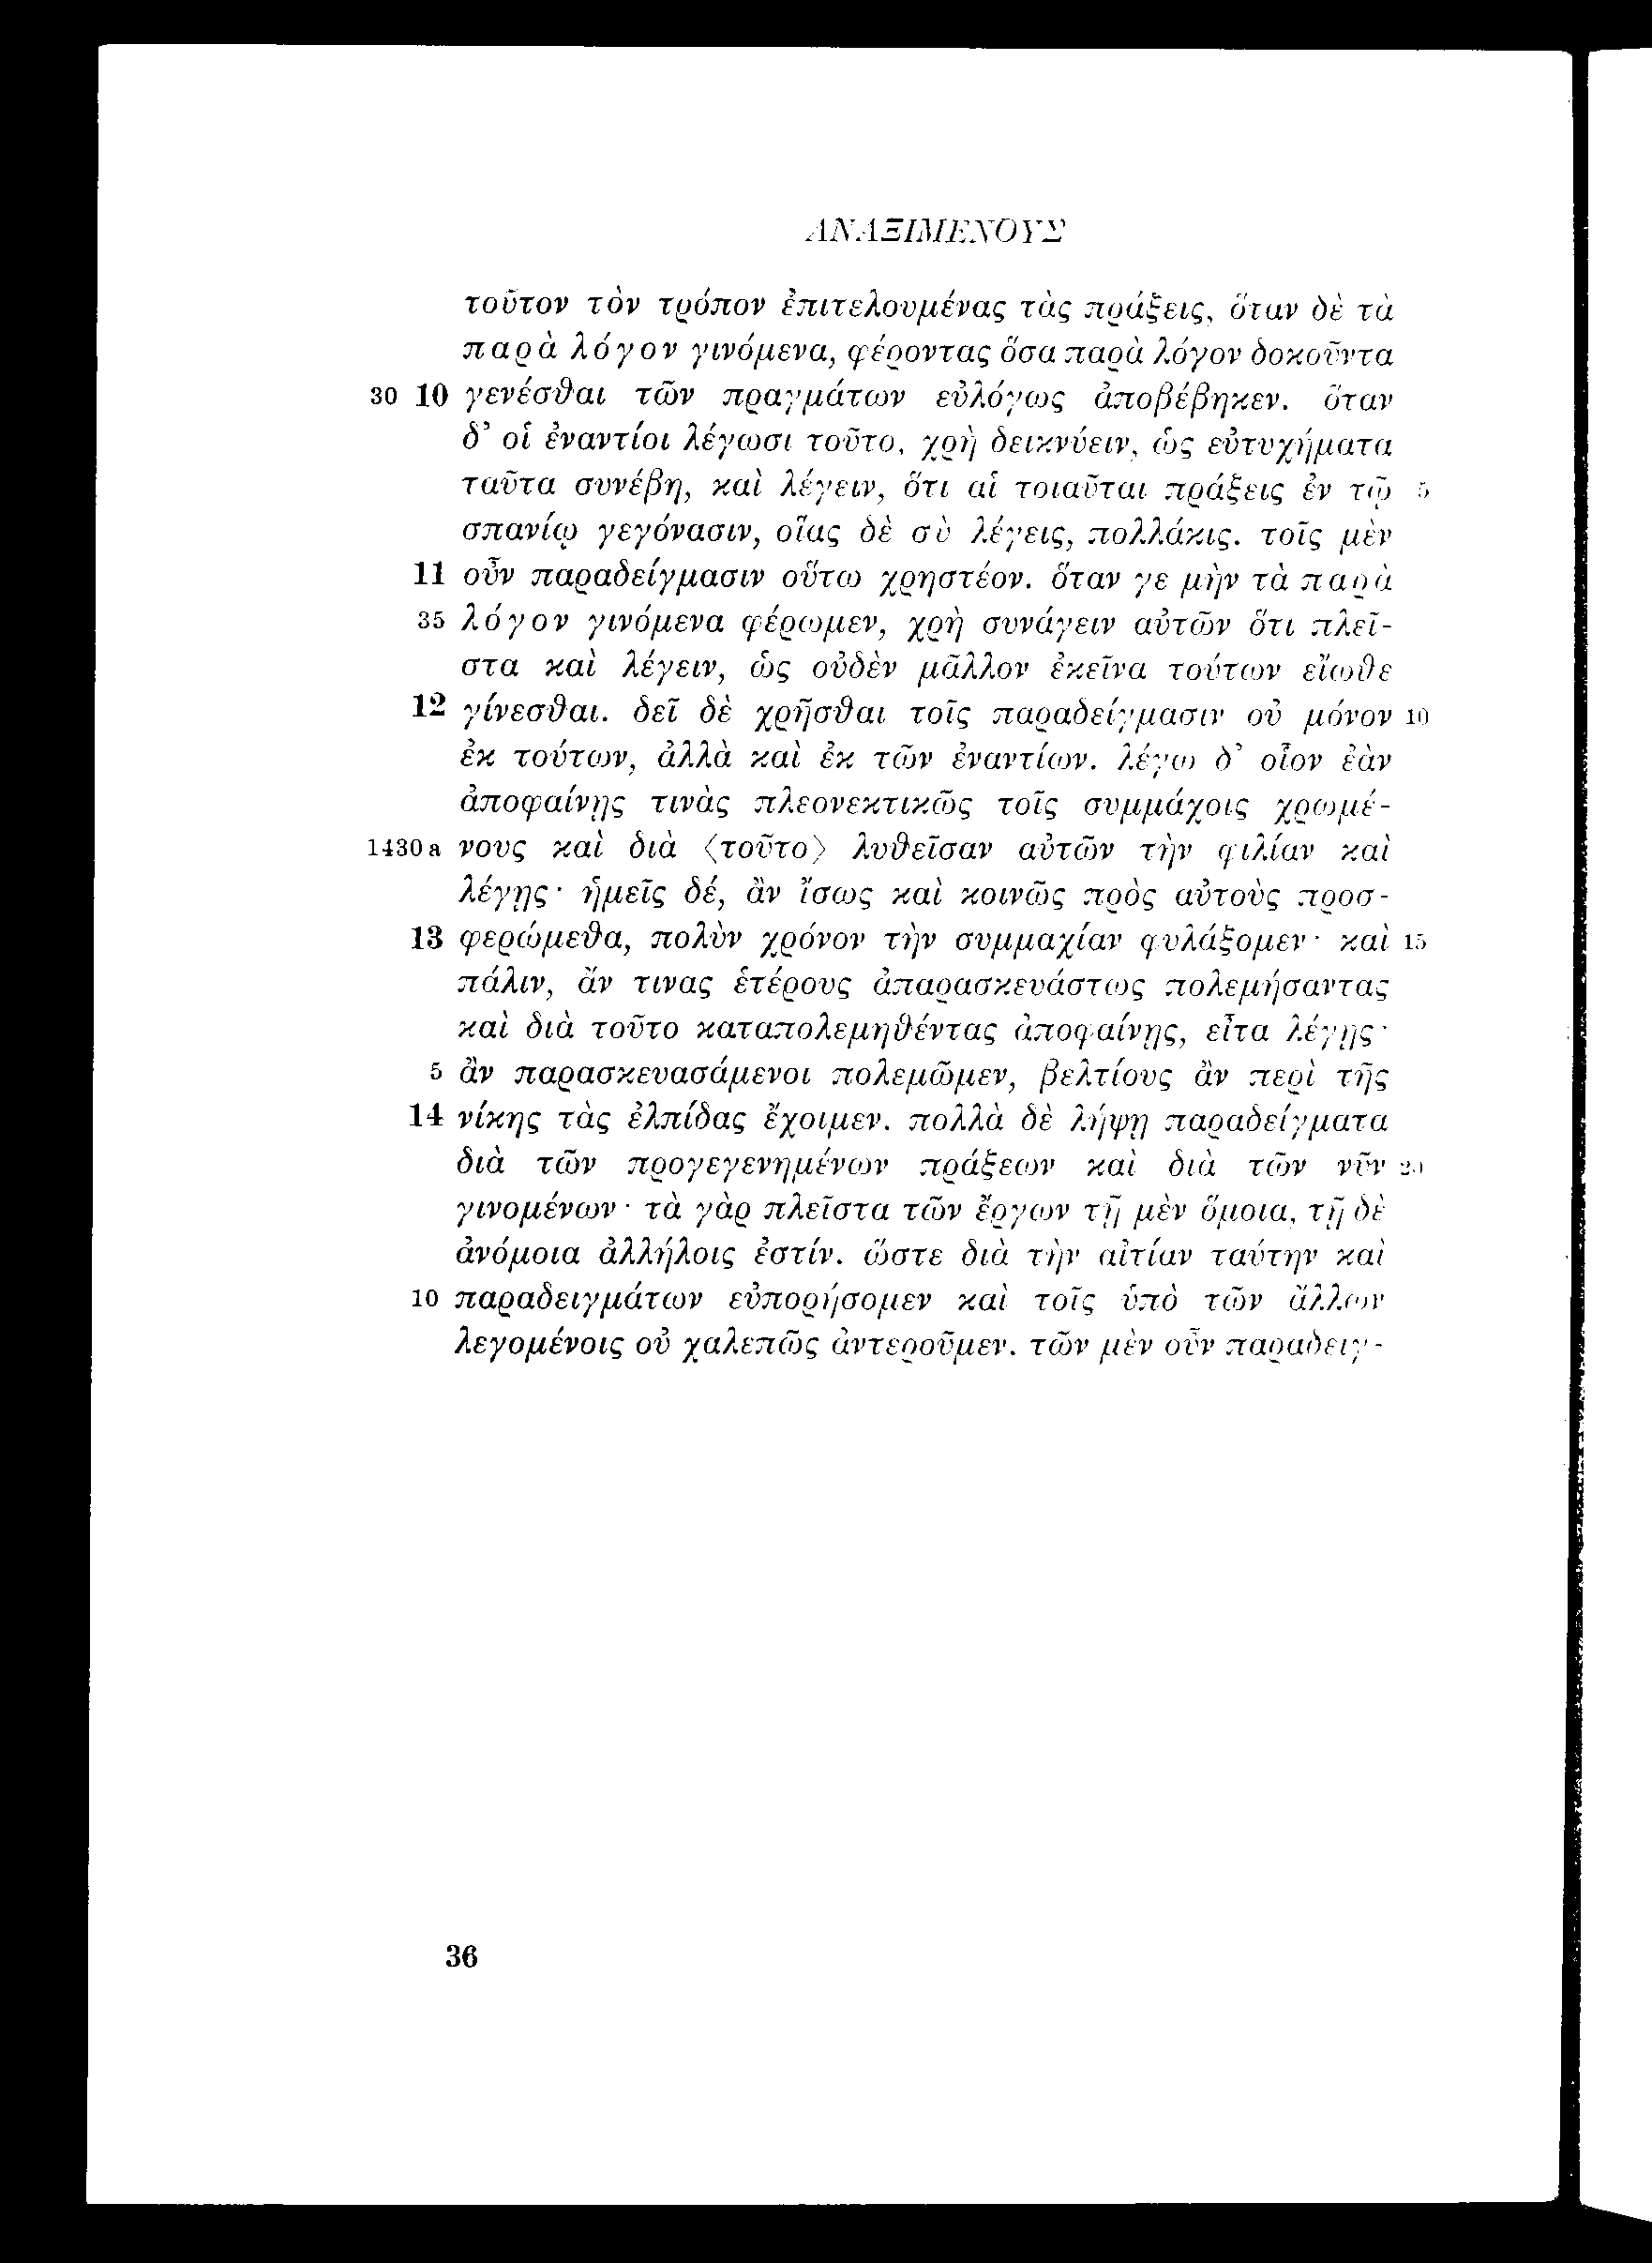 ΑΝΑΞΙΜΕΝΟΥΣ
τοῦτον τὸν τρόπον ἐπιτελουμένας τὰς πράξεις, ὅταν δὲ τὰ
παρὰ λόγον γινόμενα, φέροντας ὅσα παρὰ λόγον δοκοῦντα
30 10 γενέσθαι τῶν πραγμάτων εὐλόγως ἀποβέβηκεν. ὅταν
δ’ οἱ ἐναντίοι λέγωσι τοῦτο, χρὴ δεικνύειν, ὡς εὐτυχήματα
ταῦτα συνέβη, καὶ λέγειν, ὅτι αἱ τοιαῦται πράξεις ἐν τῷ 5
σπανίῳ γεγόνασιν, οἵας δὲ σὺ λέγεις, πολλάκις. τοῖς μὲν
11 οὖν παραδείγμασιν οὕτω χρηστέον. ὅταν γε μὴν τὰ παρὰ
35 λόγον γινόμενα φέρωμεν, χρὴ συνάγειν αὐτῶν ὅτι πλεῖ-
στα καὶ λέγειν, ὡς οὐδὲν μᾶλλον ἐκεῖνα τούτων εἴωθε
12 γίνεσθαι. δεῖ δὲ χρῆσθαι τοῖς παραδείγμασιν οὐ μόνον 10
ἐκ τούτων, ἀλλὰ καὶ ἐκ τῶν ἐναντίων. λέγω δ’ οἷον ἐὰν
ἀποφαίνῃς τινὰς πλεονεκτικῶς τοῖς συμμάχοις χρωμέ-
1430a νους καὶ διὰ ⟨τοῦτο⟩ λυθεῖσαν αὐτῶν τὴν φιλίαν καὶ
λέγῃς· ἡμεῖς δέ, ἂν ἴσως καὶ κοινῶς πρὸς αὐτοὺς προσ-
13 φερώμεθα, πολὺν χρόνον τὴν συμμαχίαν φυλάξομεν· καὶ 15
πάλιν, ἄν τινας ἑτέρους ἀπαρασκευάστως πολεμήσαντας
καὶ διὰ τοῦτο καταπολεμηθέντας ἀποφαίνῃς, εἶτα λέγῃς·
5 ἂν παρασκευασάμενοι πολεμῶμεν, βελτίους ἂν περὶ τῆς
14 νίκης τὰς ἐλπίδας ἔχοιμεν. πολλὰ δὲ λήψῃ παραδείγματα
διὰ τῶν προγεγενημένων πράξεων καὶ διὰ τῶν νῦν 20
γινομένων· τὰ γὰρ πλεῖστα τῶν ἔργων τῇ μὲν ὅμοια, τῇ δὲ
ἀνόμοια ἀλλήλοις ἐστίν. ὥστε διὰ τὴν αἰτίαν ταύτην καὶ
10 παραδειγμάτων εὐπορήσομεν καὶ τοῖς ὑπὸ τῶν ἄλλων
λεγομένοις οὐ χαλεπῶς ἀντεροῦμεν. τῶν μὲν οὖν παραδειγ-
36